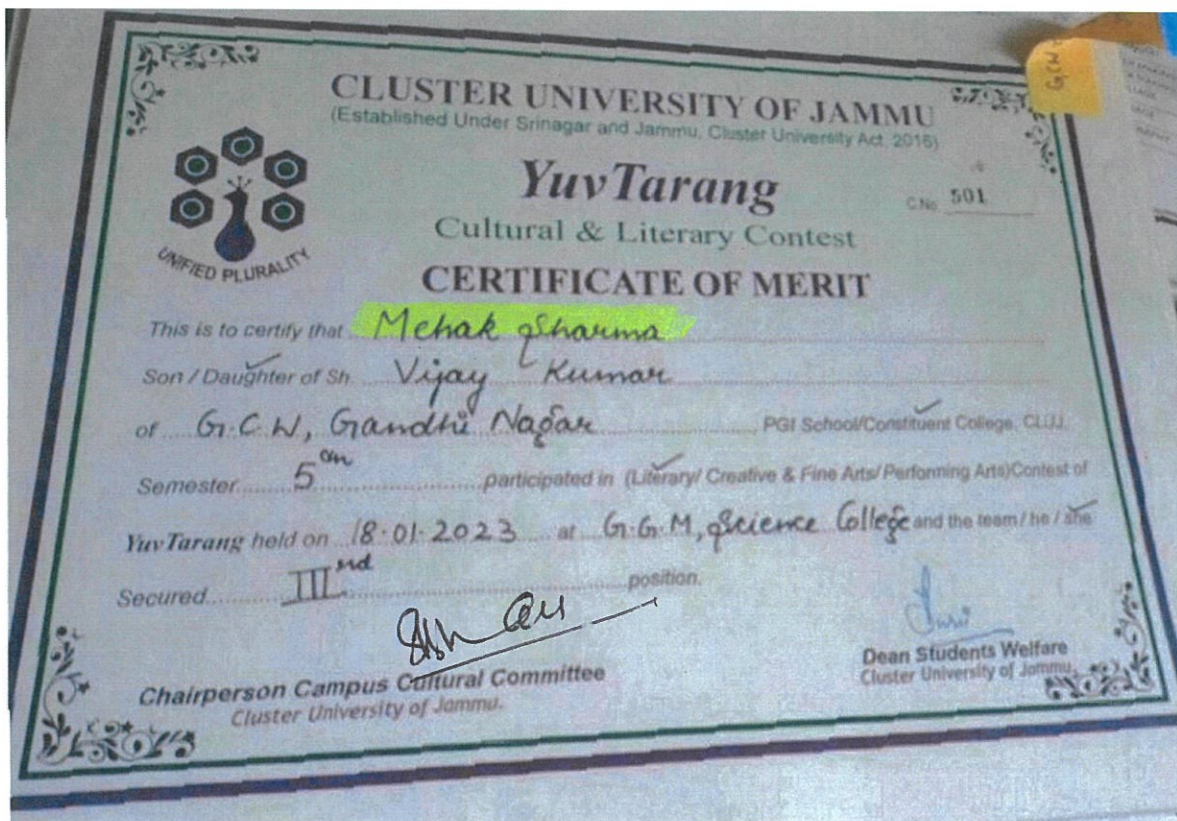 CLUSTER UNIVERSITY OF JAMMU
(Established Under Srinagar and Jammu, Cluster University Act, 2016)
YuvTarang
C.No. 501
Cultural & Literary Contest
UNIFIED PLURALITY
CERTIFICATE OF MERIT
This is to certify that Mehak Sharma
Son / Daughter of Sh. Vijay Kumar
of G.C.W, Gandhi Nagar PGI School/Constituent College, CLUJ.
Semester 5th participated in (Literary/ Creative & Fine Arts/ Performing Arts)Contest of
YuvTarang held on 18.01.2023 at G.G.M, Science College and the team / he / she
Secured IIIrd position.
Chairperson Campus Cultural Committee
Cluster University of Jammu.
Dean Students Welfare
Cluster University of Jammu.